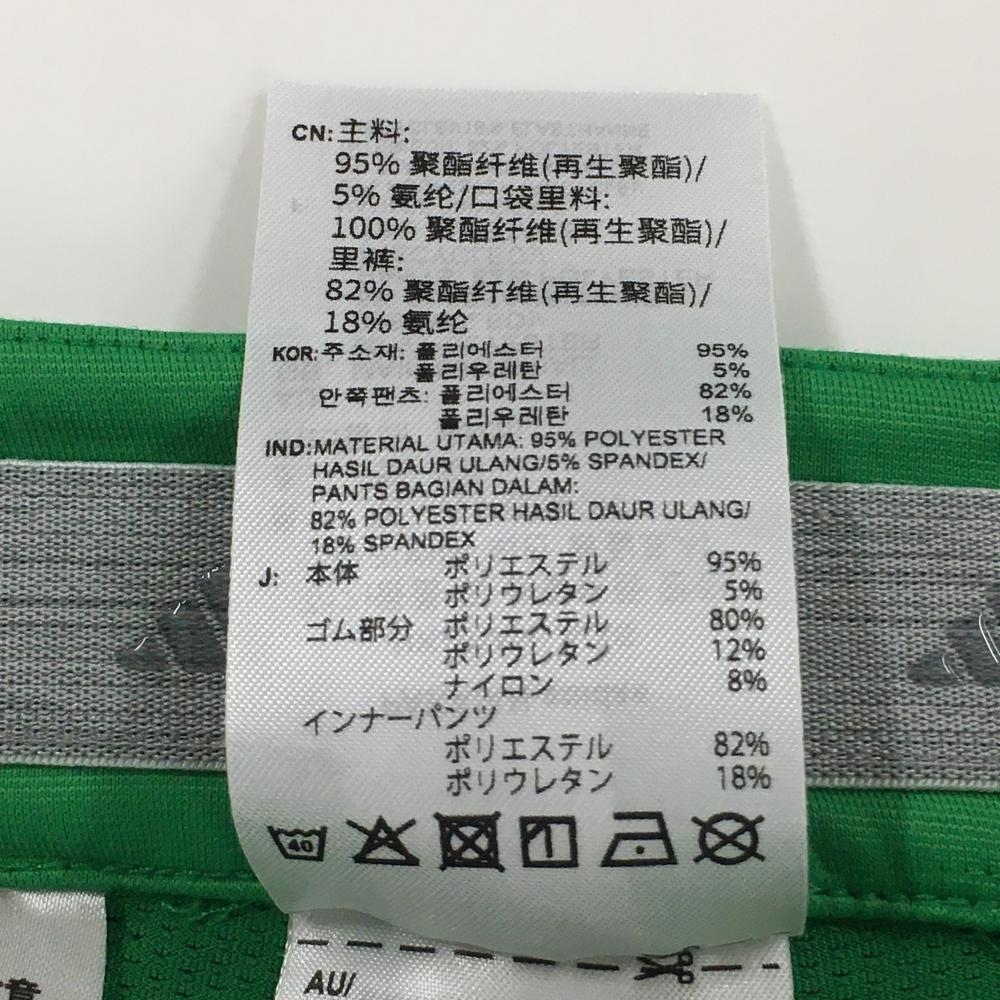 CN:主料:
95% 聚酯纤维(再生聚酯)/
5% 氨纶/口袋里料:
100% 聚酯纤维(再生聚酯)/
里裤:
82% 聚酯纤维(再生聚酯)/
18% 氨纶
KOR:주소재: 폴리에스터 95%
폴리우레탄 5%
안쪽팬츠: 폴리에스터 82%
폴리우레탄 18%
IND:MATERIAL UTAMA: 95% POLYESTER
HASIL DAUR ULANG/5% SPANDEX/
PANTS BAGIAN DALAM:
82% POLYESTER HASIL DAUR ULANG/
18% SPANDEX
J: 本体 ポリエステル 95%
ポリウレタン 5%
ゴム部分 ポリエステル 80%
ポリウレタン 12%
ナイロン 8%
インナーパンツ
ポリエステル 82%
ポリウレタン 18%
40
AU/
意